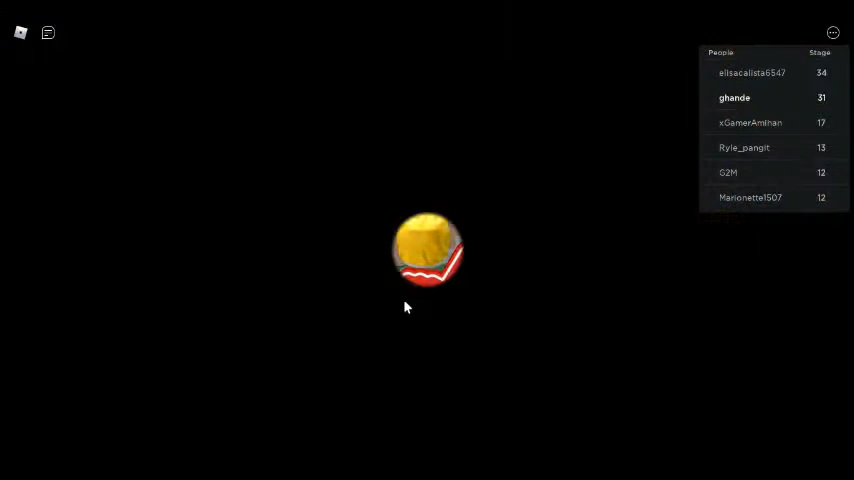 People Stage
elisacalista6547 34
ghande 31
xGamerAmihan 17
Ryle_pangit 13
G2M 12
Marionette1507 12